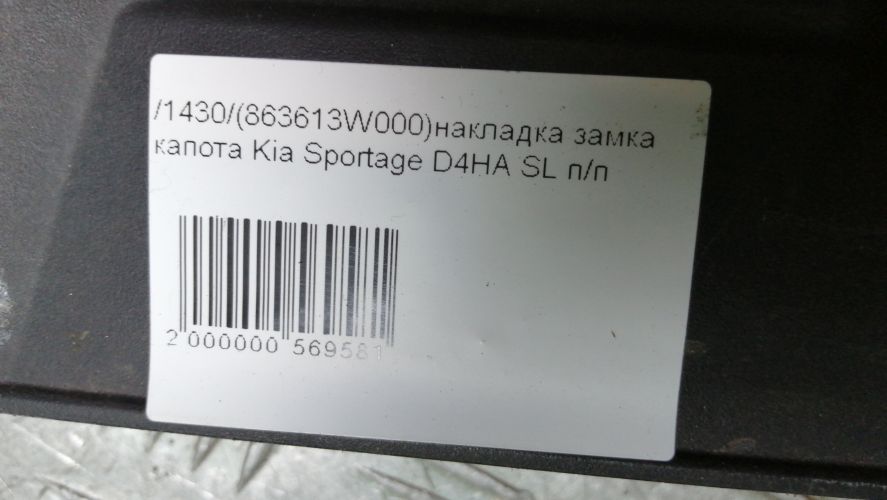 /1430/(863613W000)накладка замка
капота Kia Sportage D4HA SL п/п
2 000000 569581